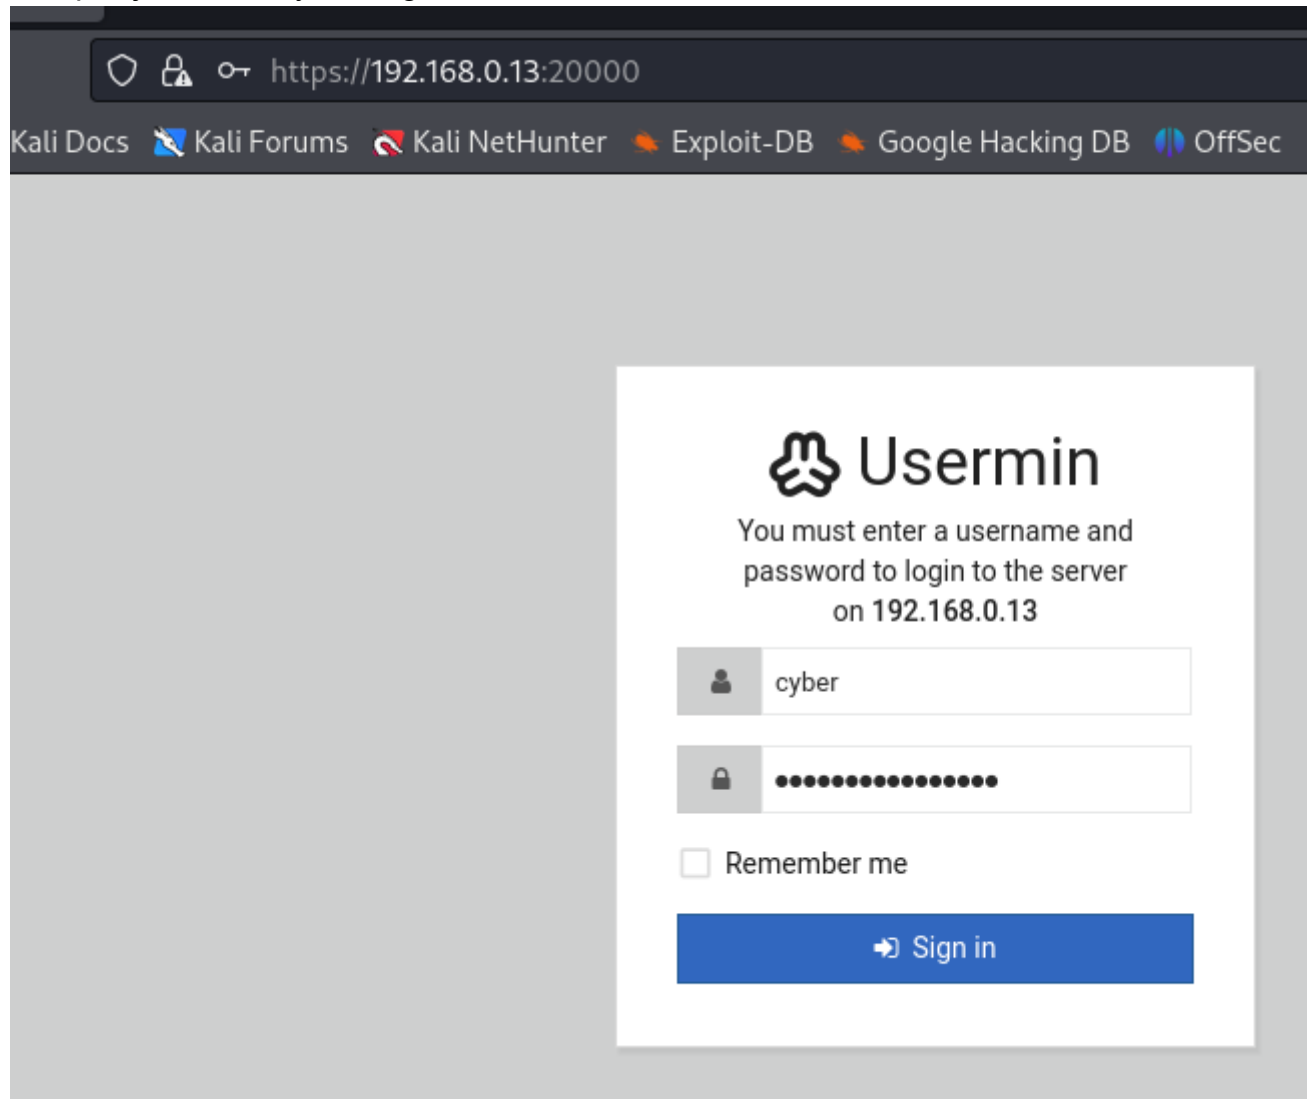 https://192.168.0.13:20000
Kali Docs Kali Forums Kali NetHunter Exploit-DB Google Hacking DB OffSec
Usermin
You must enter a username and
password to login to the server
on 192.168.0.13
cyber
••••••••••••••••
Remember me
Sign in